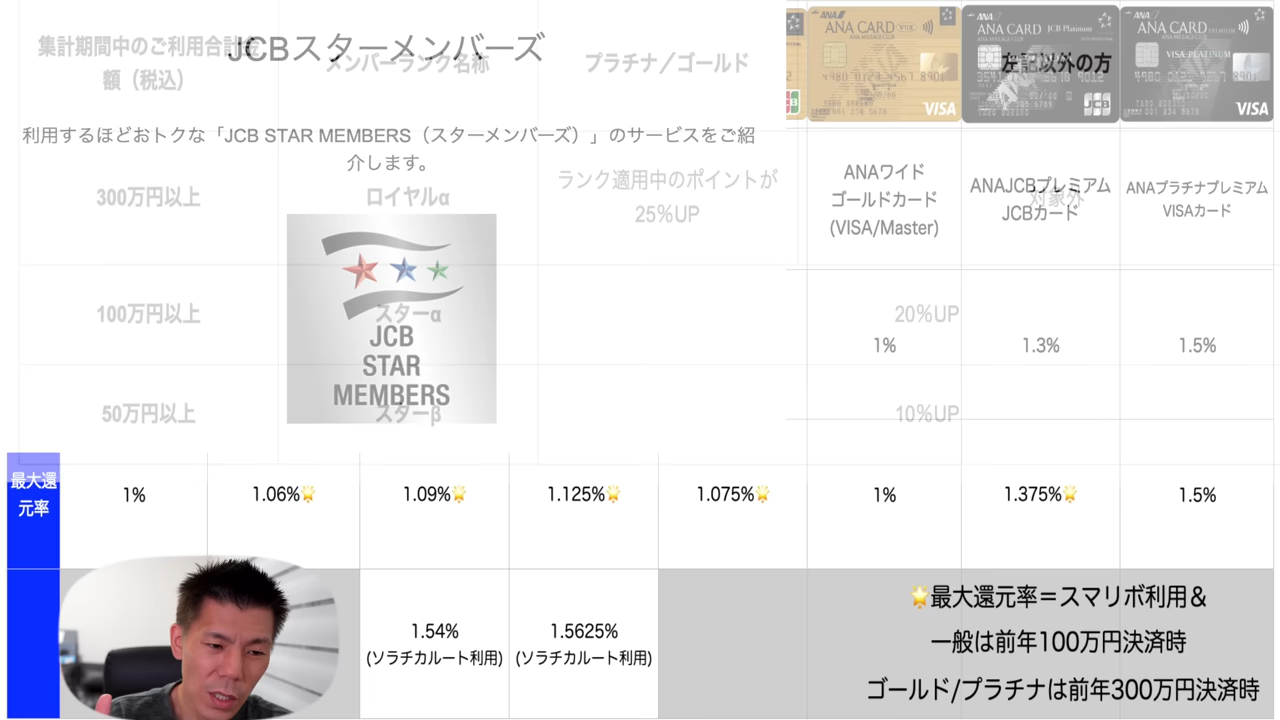 JCBスターメンバーズ
利用するほどおトクな「JCB STAR MEMBERS（スターメンバーズ）」のサービスをご紹
介します。
JCB
STAR
MEMBERS
集計期間中のご利用合計金
額（税込）
メンバーランク名称
プラチナ／ゴールド
左記以外の方
300万円以上
ロイヤルα
ランク適用中のポイントが
25%UP
対象外
100万円以上
スターα
20%UP
50万円以上
スターβ
10%UP
ANA CARD
VISA
ANA CARD
JCB Platinum
JCB
ANA CARD
VISA PLATINUM
VISA
ANAワイド
ゴールドカード
(VISA/Master)
ANAJCBプレミアム
JCBカード
ANAプラチナプレミアム
VISAカード
1%
1.3%
1.5%
最大還
元率
1%
1.06%🌟
1.09%🌟
1.125%🌟
1.075%🌟
1%
1.375%🌟
1.5%
1.54%
(ソラチカルート利用)
1.5625%
(ソラチカルート利用)
🌟最大還元率＝スマリボ利用＆
一般は前年100万円決済時
ゴールド/プラチナは前年300万円決済時